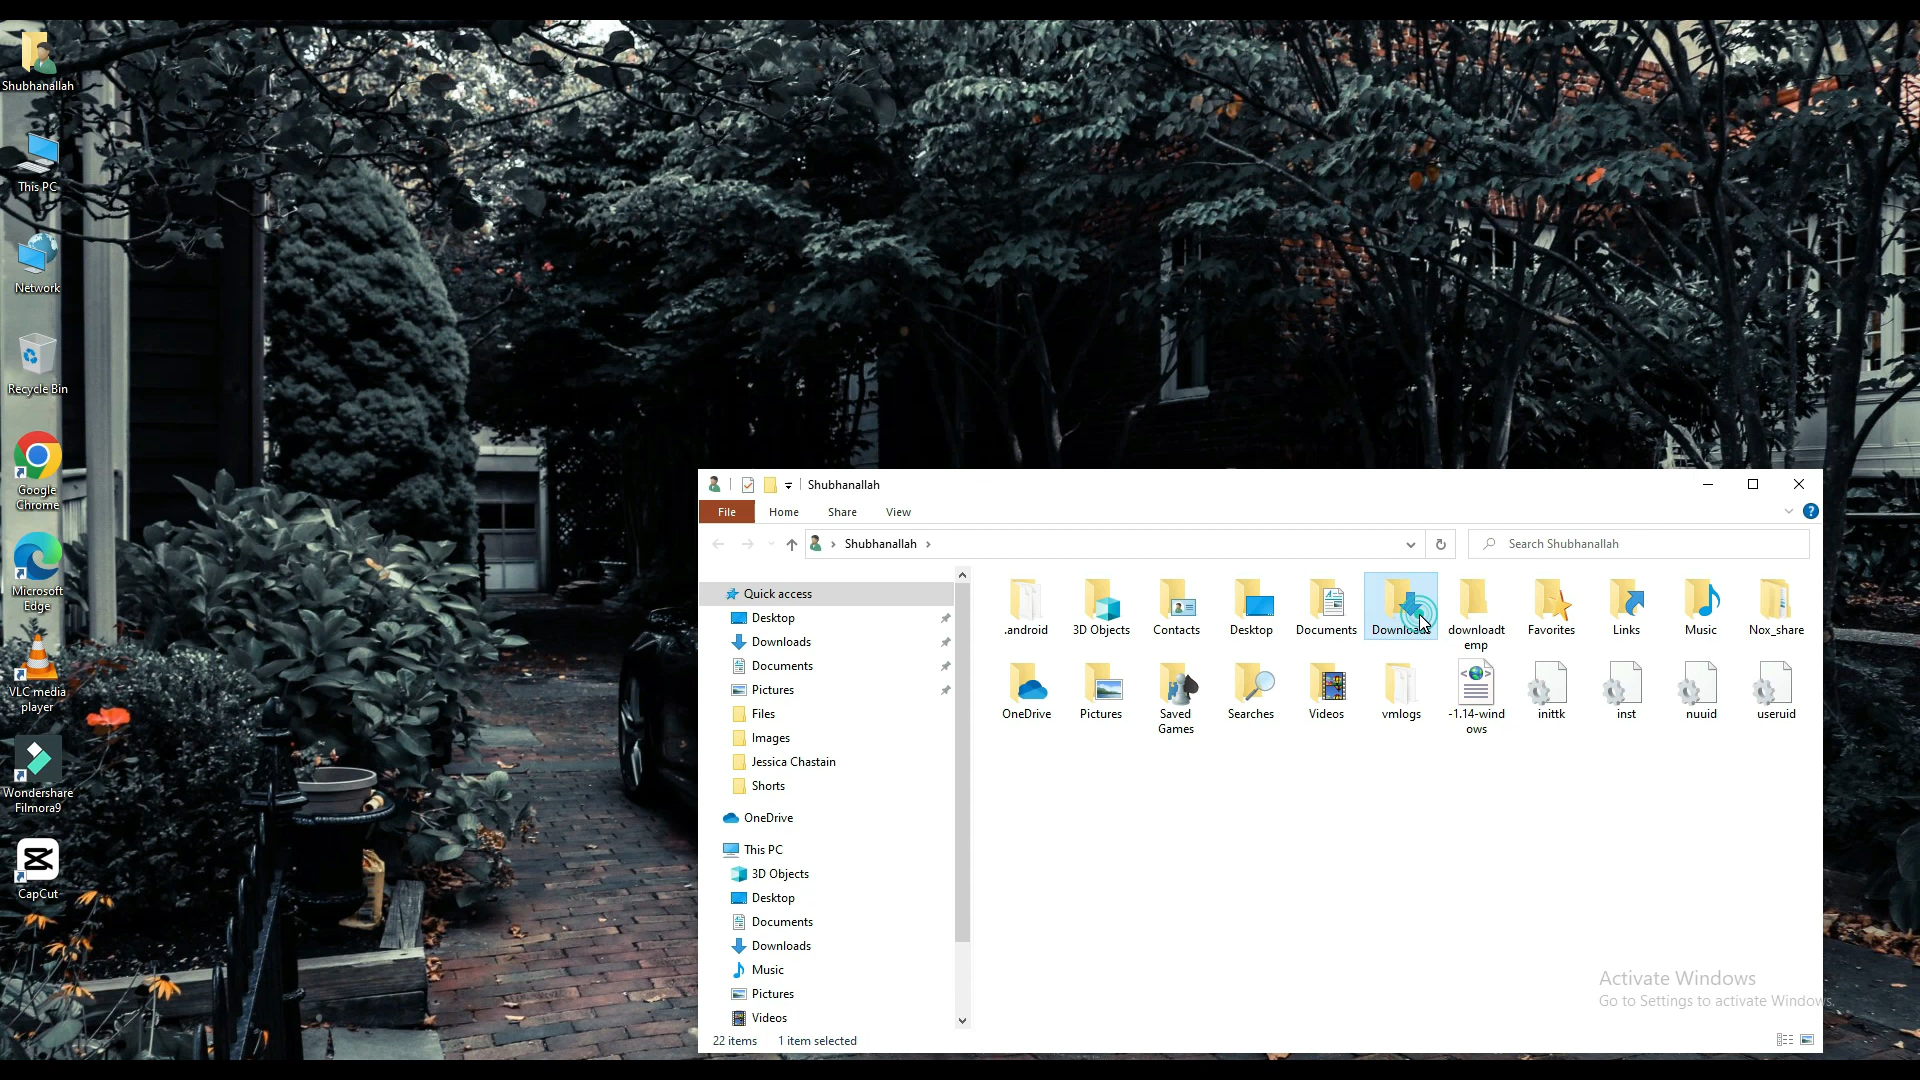 Shubhanallah
This PC
Network
Recycle Bin
Google
Chrome
Microsoft
Edge
VLC media
player
Wondershare
Filmora9
CapCut
Shubhanallah
File Home Share View
Shubhanallah
Search Shubhanallah
Quick access
Desktop
Downloads
Documents
Pictures
Files
Images
Jessica Chastain
Shorts
OneDrive
This PC
3D Objects
Desktop
Documents
Downloads
Music
Pictures
Videos
.android 3D Objects Contacts Desktop Documents Downloads downloadt Favorites Links Music Nox_share
emp
OneDrive Pictures Saved Searches Videos vmlogs -1.14-wind inittk inst nuuid useruid
Games ows
Activate Windows
Go to Settings to activate Windows.
22 items 1 item selected